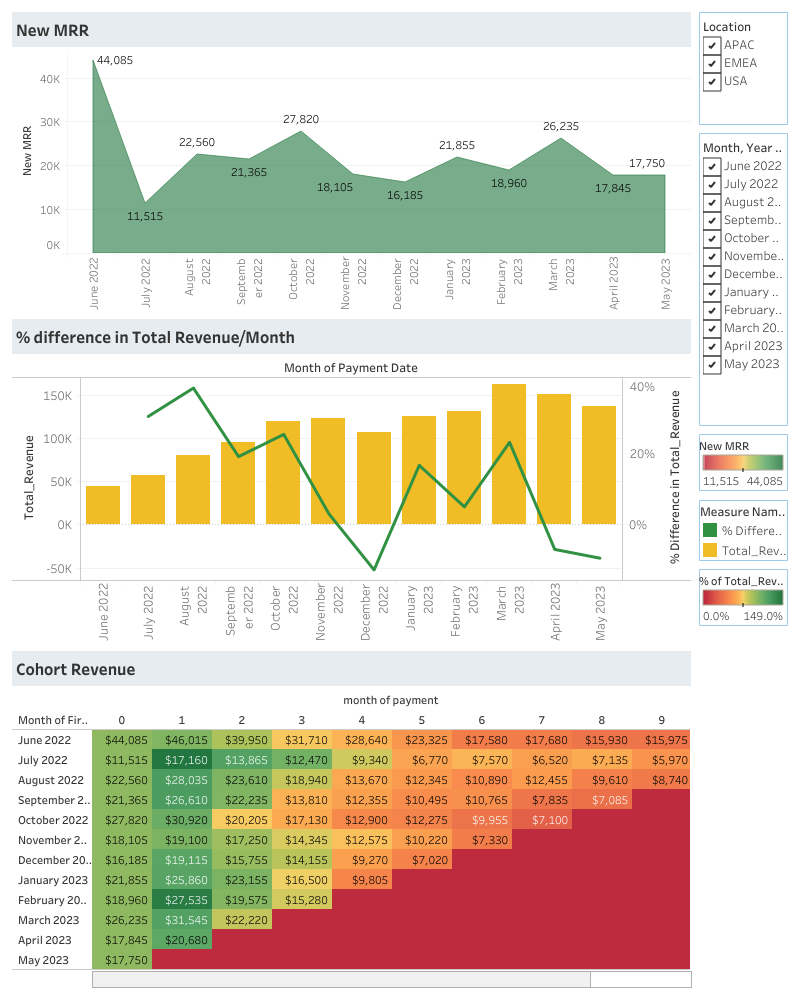 New MRR
44,085
40K
30K
20K
10K
0K
New MRR
11,515
22,560
21,365
27,820
18,105
16,185
21,855
18,960
26,235
17,845
17,750
June 2022
July 2022
August 2022
Septemb er 2022
October 2022
November 2022
December 2022
January 2023
February 2023
March 2023
April 2023
May 2023
% difference in Total Revenue/Month
Month of Payment Date
150K
100K
50K
0K
-50K
Total_Revenue
40%
20%
0%
% Difference in Total_Revenue
June 2022
July 2022
August 2022
Septemb er 2022
October 2022
November 2022
December 2022
January 2023
February 2023
March 2023
April 2023
May 2023
Cohort Revenue
month of payment
Month of Fir.. 0 1 2 3 4 5 6 7 8 9
June 2022 $44,085 $46,015 $39,950 $31,710 $28,640 $23,325 $17,580 $17,680 $15,930 $15,975
July 2022 $11,515 $17,160 $13,865 $12,470 $9,340 $6,770 $7,570 $6,520 $7,135 $5,970
August 2022 $22,560 $28,035 $23,610 $18,940 $13,670 $12,345 $10,890 $12,455 $9,610 $8,740
September 2.. $21,365 $26,610 $22,235 $13,810 $12,355 $10,495 $10,765 $7,835 $7,085
October 2022 $27,820 $30,920 $20,205 $17,130 $12,900 $12,275 $9,955 $7,100
November 2.. $18,105 $19,100 $17,250 $14,345 $12,575 $10,220 $7,330
December 20.. $16,185 $19,115 $15,755 $14,155 $9,270 $7,020
January 2023 $21,855 $25,860 $23,155 $16,500 $9,805
February 20.. $18,960 $27,535 $19,575 $15,280
March 2023 $26,235 $31,545 $22,220
April 2023 $17,845 $20,680
May 2023 $17,750
Location
APAC
EMEA
USA
Month, Year ..
June 2022
July 2022
August 2..
Septemb..
October ..
Novembe..
Decembe..
January ..
February..
March 20..
April 2023
May 2023
New MRR
11,515 44,085
Measure Nam..
% Differe..
Total_Rev..
% of Total_Rev..
0.0% 149.0%